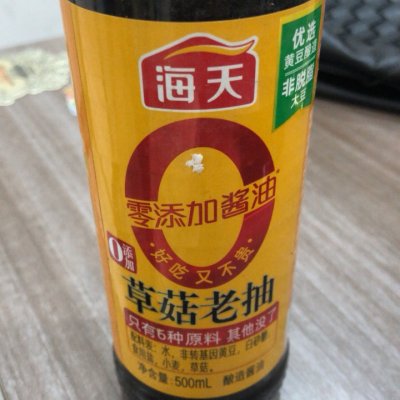 海天
优选
黄豆酿造
非脱脂
大豆
零添加酱油
好吃又不贵
0添加
草菇老抽
只有6种原料 其他没了
配料表：水，非转基因黄豆，白砂糖，
食用盐，小麦，草菇。
净含量：500mL 酿造酱油